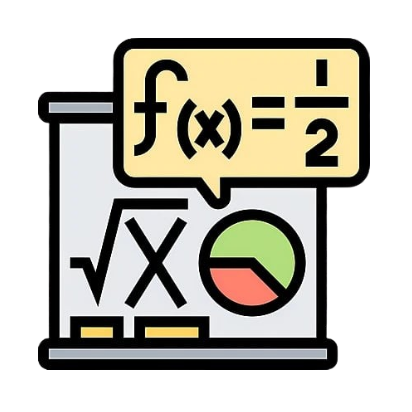 f(x)=1/2
√X